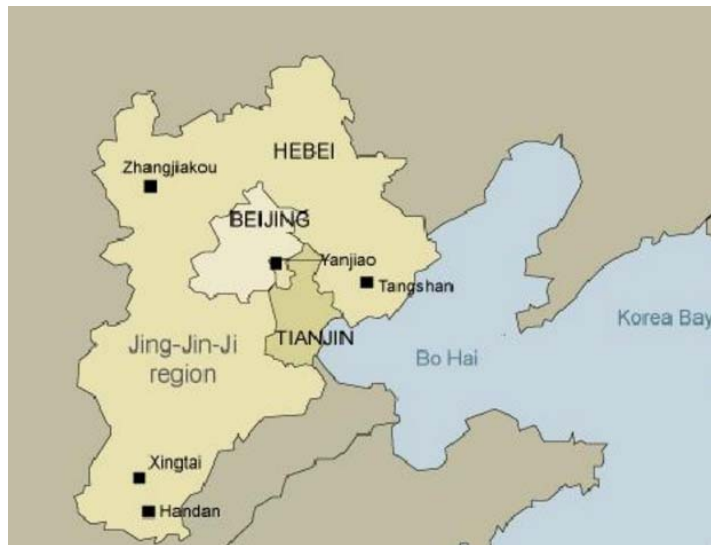 HEBEI
Zhangjiakou
BEIJING
Yanjiao
Tangshan
Korea Bay
TIANJIN
Jing-Jin-Ji
region
Bo Hai
Xingtai
Handan